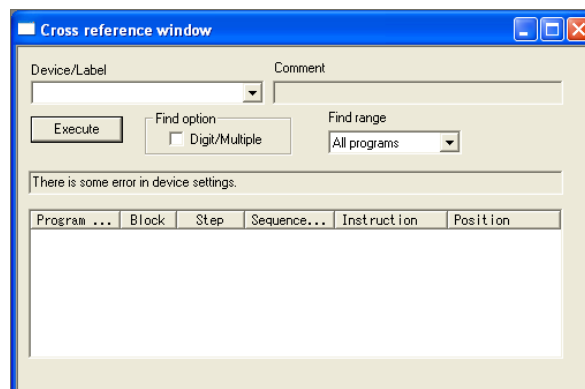 Cross reference window
Device/Label
Comment
Execute
Find option
Digit/Multiple
Find range
All programs
There is some error in device settings.
Program ... Block Step Sequence... Instruction Position